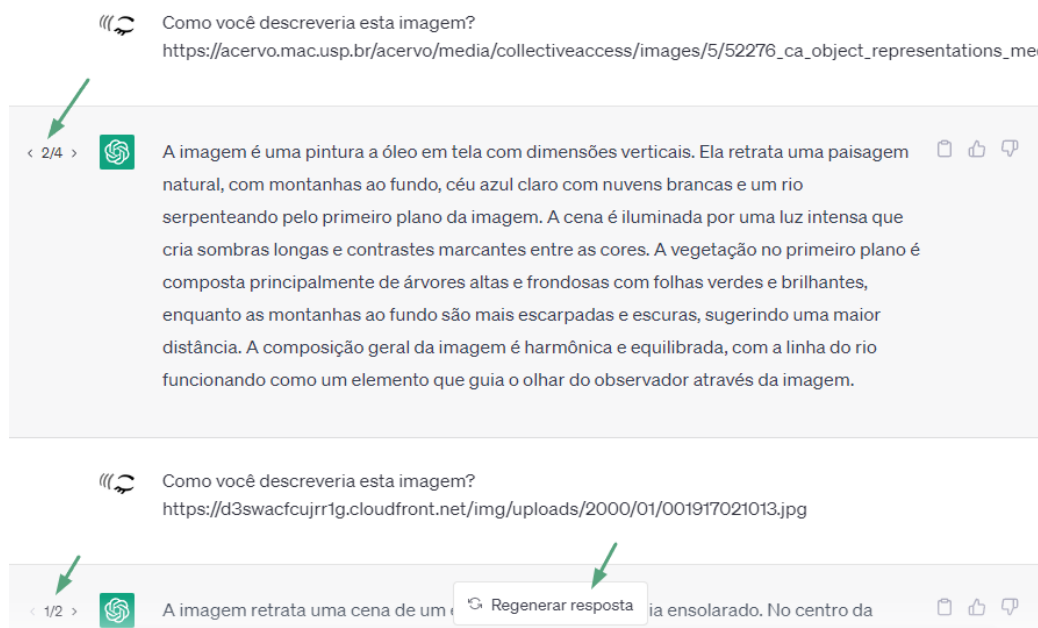 Como você descreveria esta imagem?
https://acervo.mac.usp.br/acervo/media/collectiveaccess/images/5/52276_ca_object_representations_me
< 2/4 >
A imagem é uma pintura a óleo em tela com dimensões verticais. Ela retrata uma paisagem
natural, com montanhas ao fundo, céu azul claro com nuvens brancas e um rio
serpenteando pelo primeiro plano da imagem. A cena é iluminada por uma luz intensa que
cria sombras longas e contrastes marcantes entre as cores. A vegetação no primeiro plano é
composta principalmente de árvores altas e frondosas com folhas verdes e brilhantes,
enquanto as montanhas ao fundo são mais escarpadas e escuras, sugerindo uma maior
distância. A composição geral da imagem é harmônica e equilibrada, com a linha do rio
funcionando como um elemento que guia o olhar do observador através da imagem.
Como você descreveria esta imagem?
https://d3swacfcujrr1g.cloudfront.net/img/uploads/2000/01/001917021013.jpg
< 1/2 >
A imagem retrata uma cena de um
Regenerar resposta
ia ensolarado. No centro da